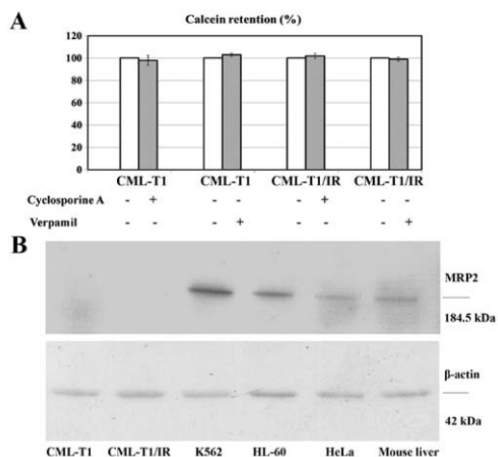 A
Calcein retention (%)
120
100
80
60
40
20
0
CML-T1 CML-T1 CML-T1/IR CML-T1/IR
Cyclosporine A - + - - - + - -
Verpamil - - - + - - - +
B
MRP2
184.5 kDa
β-actin
42 kDa
CML-T1 CML-T1/IR K562 HL-60 HeLa Mouse liver